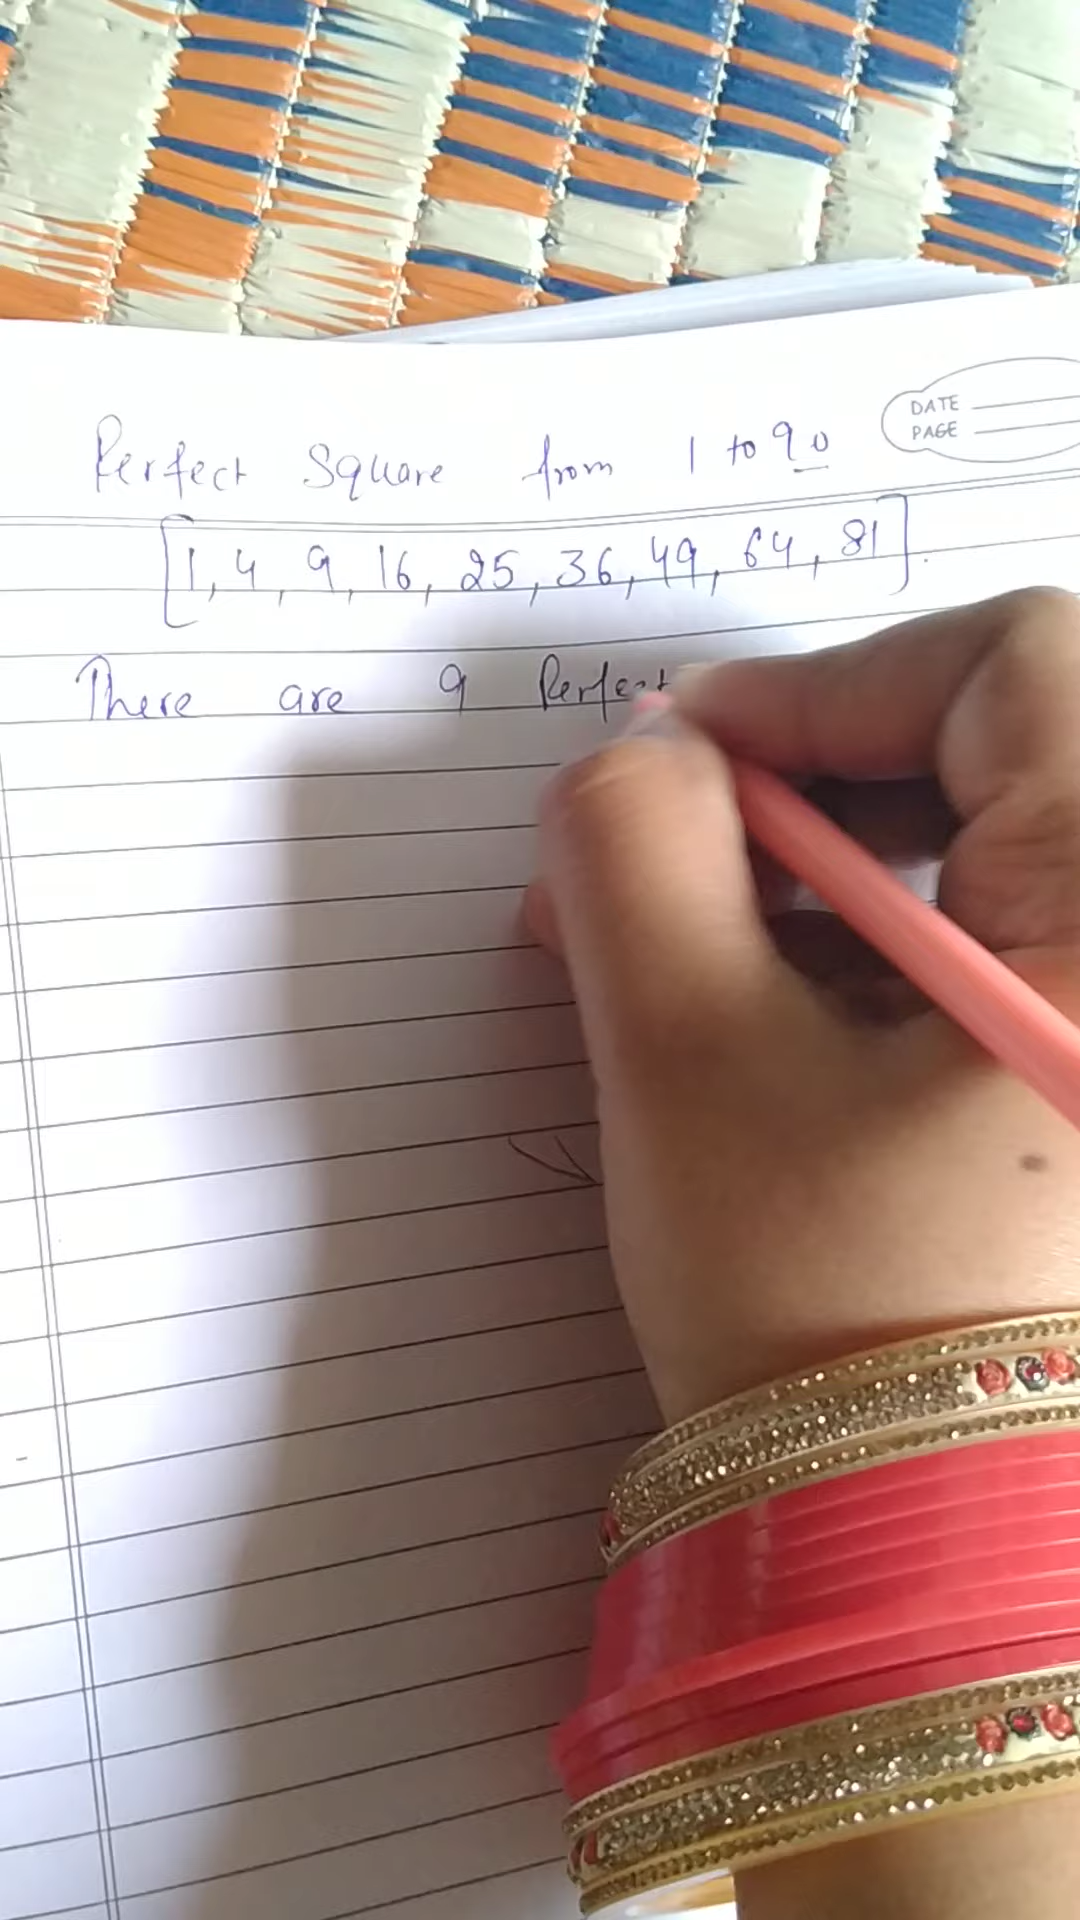 DATE
PAGE
Perfect Square from 1 to 90
[1, 4, 9, 16, 25, 36, 49, 64, 81].
There are 9 Perfect